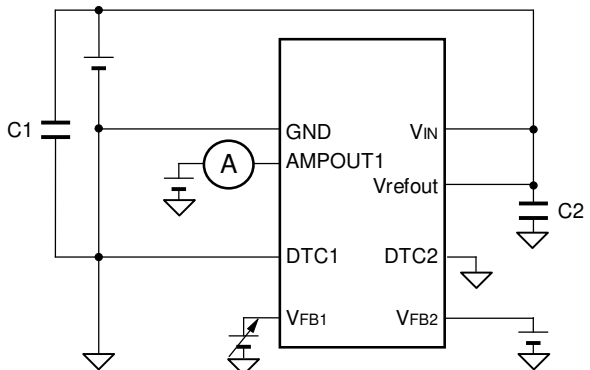 C1
A
GND
AMPOUT1
DTC1
VFB1
VIN
Vrefout
DTC2
VFB2
C2